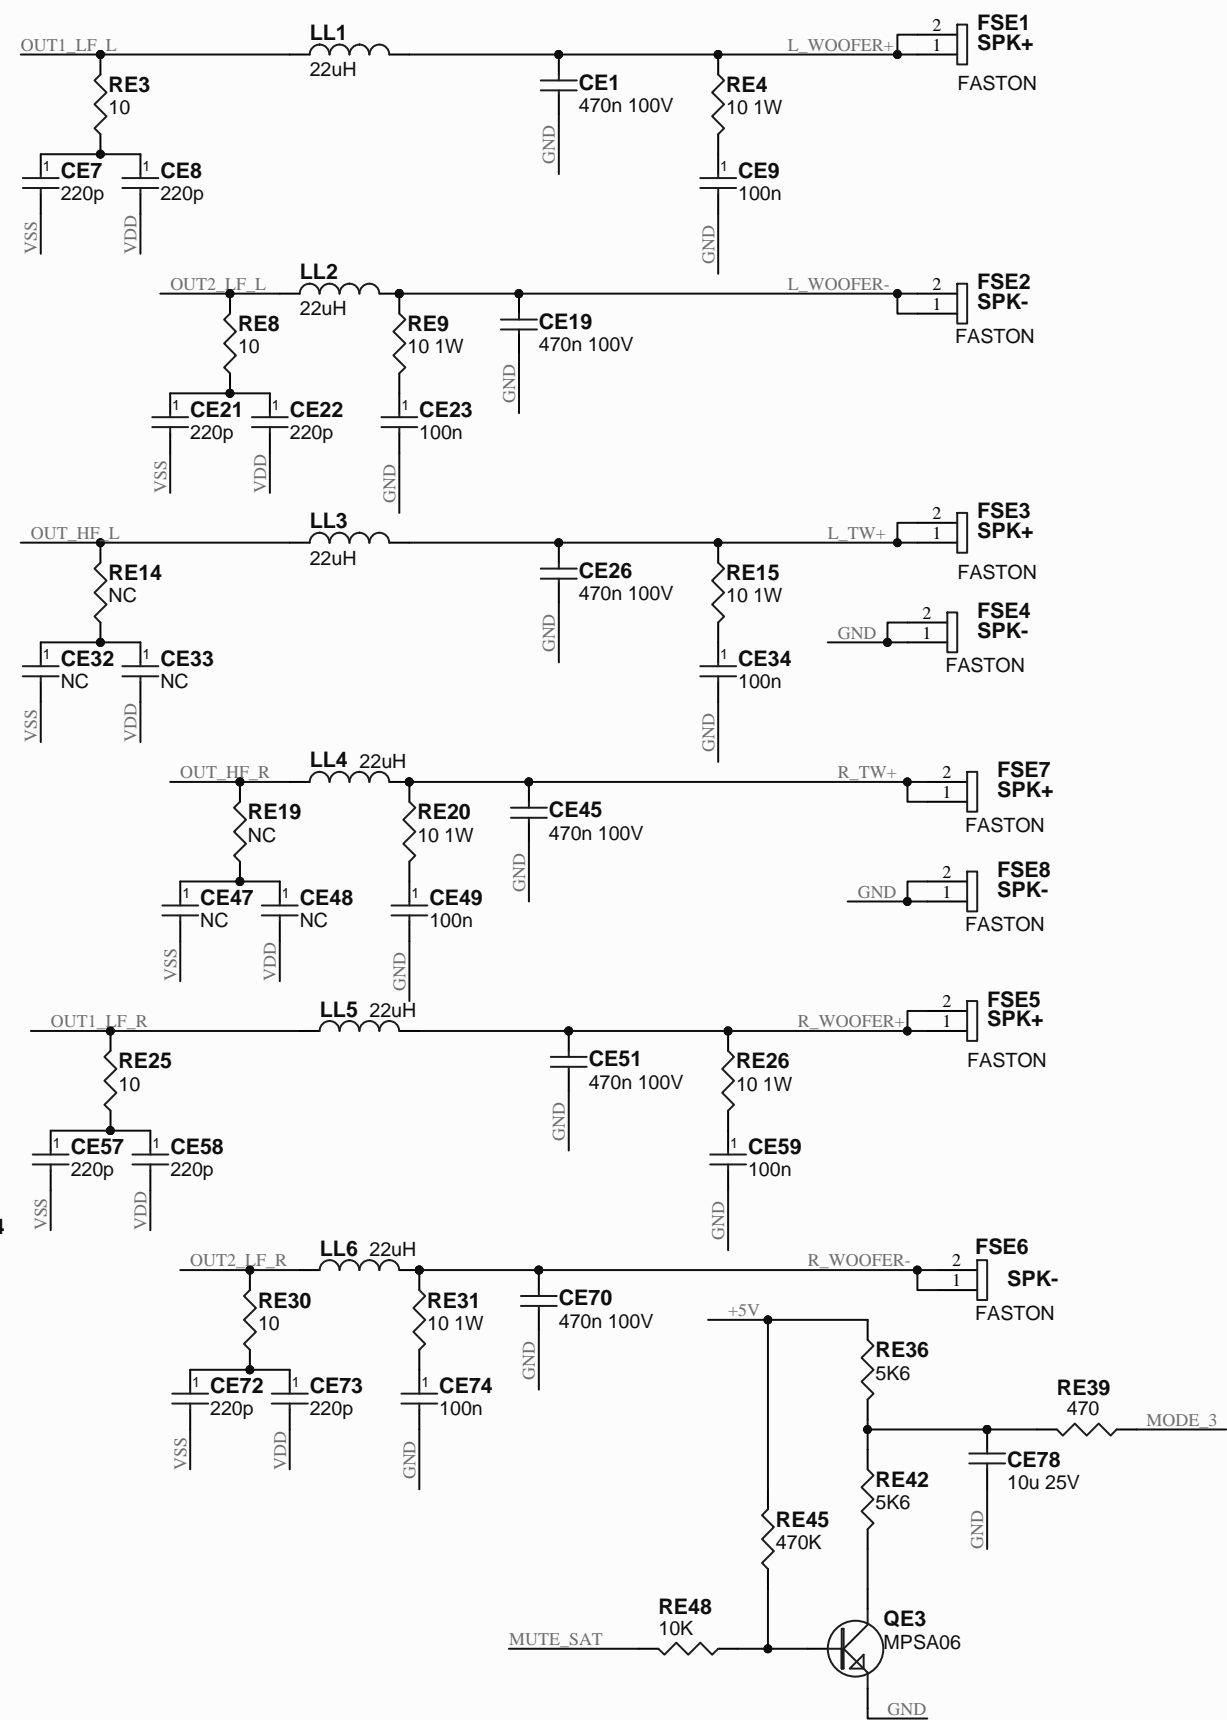 OUT1_LF_L
LL1
22uH
L_WOOFER+
2
1
FSE1
SPK+
FASTON
RE3
10
CE1
470n 100V
GND
RE4
10 1W
1
CE7
220p
VSS
1
CE8
220p
VDD
1
CE9
100n
GND
OUT2_LF_L
LL2
22uH
L_WOOFER-
2
1
FSE2
SPK-
FASTON
RE8
10
RE9
10 1W
CE19
470n 100V
GND
1
CE21
220p
VSS
1
CE22
220p
VDD
1
CE23
100n
GND
OUT_HF_L
LL3
22uH
L_TW+
2
1
FSE3
SPK+
FASTON
RE14
NC
CE26
470n 100V
GND
RE15
10 1W
GND
2
1
FSE4
SPK-
FASTON
1
CE32
NC
VSS
1
CE33
NC
VDD
1
CE34
100n
GND
OUT_HF_R
LL4 22uH
R_TW+
2
1
FSE7
SPK+
FASTON
RE19
NC
RE20
10 1W
CE45
470n 100V
GND
GND
2
1
FSE8
SPK-
FASTON
1
CE47
NC
VSS
1
CE48
NC
VDD
1
CE49
100n
GND
OUT1_LF_R
LL5 22uH
R_WOOFER+
2
1
FSE5
SPK+
FASTON
RE25
10
CE51
470n 100V
GND
RE26
10 1W
1
CE57
220p
VSS
1
CE58
220p
VDD
1
CE59
100n
GND
4
OUT2_LF_R
LL6 22uH
R_WOOFER-
2
1
FSE6
SPK-
FASTON
RE30
10
RE31
10 1W
CE70
470n 100V
GND
1
CE72
220p
VSS
1
CE73
220p
VDD
1
CE74
100n
GND
+5V
RE36
5K6
RE39
470
MODE_3
CE78
10u 25V
GND
RE42
5K6
RE45
470K
RE48
10K
MUTE_SAT
QE3
MPSA06
GND